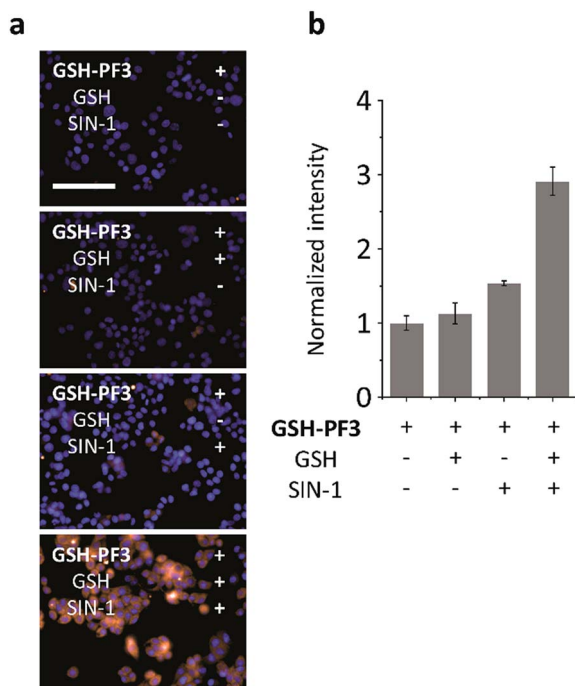 a
GSH-PF3 +
GSH -
SIN-1 -
GSH-PF3 +
GSH +
SIN-1 -
GSH-PF3 +
GSH -
SIN-1 +
GSH-PF3 +
GSH +
SIN-1 +
b
Normalized intensity
4
3
2
1
0
GSH-PF3 + + + +
GSH - + - +
SIN-1 - - + +